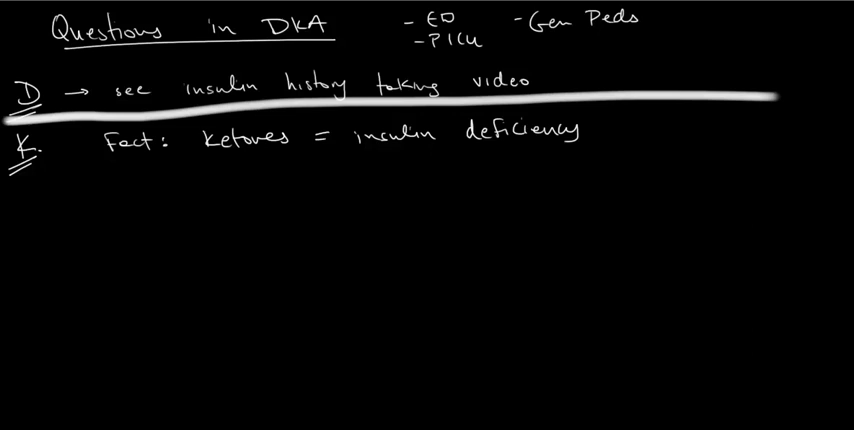 Questions in DKA - ED - Gen Peds
- PICU
D → see insulin history taking video
K. Fact: Ketones = insulin deficiency